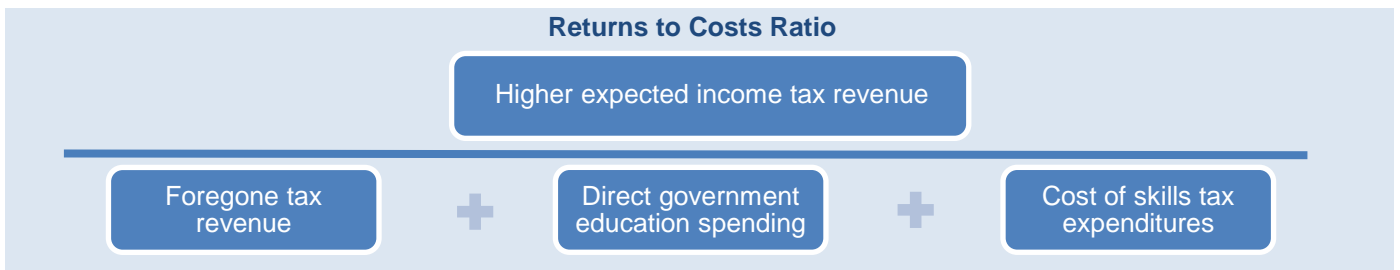 Returns to Costs Ratio
Higher expected income tax revenue
Foregone tax
revenue
Direct government
education spending
Cost of skills tax
expenditures